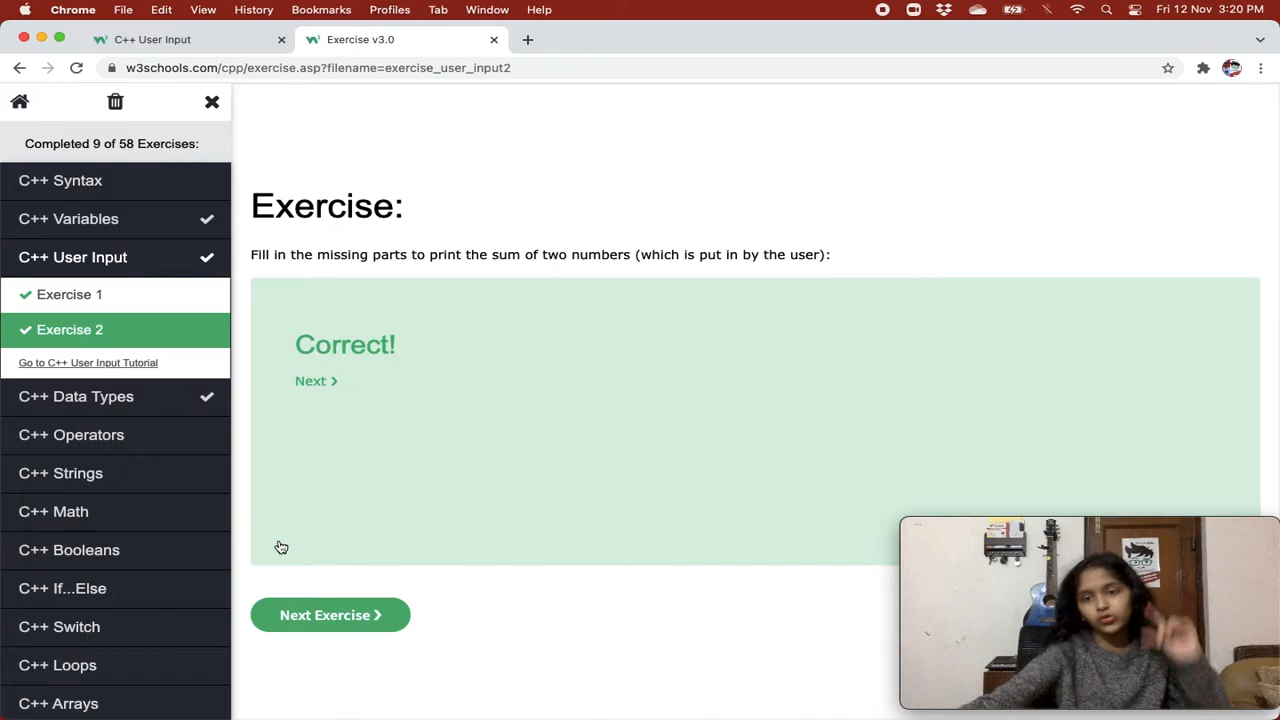 Chrome File Edit View History Bookmarks Profiles Tab Window Help Fri 12 Nov 3:20 PM
C++ User Input
Exercise v3.0
w3schools.com/cpp/exercise.asp?filename=exercise_user_input2
Completed 9 of 58 Exercises:
C++ Syntax
C++ Variables
C++ User Input
Exercise 1
Exercise 2
Go to C++ User Input Tutorial
C++ Data Types
C++ Operators
C++ Strings
C++ Math
C++ Booleans
C++ If...Else
C++ Switch
C++ Loops
C++ Arrays
Exercise:
Fill in the missing parts to print the sum of two numbers (which is put in by the user):
Correct!
Next ❯
Next Exercise ❯